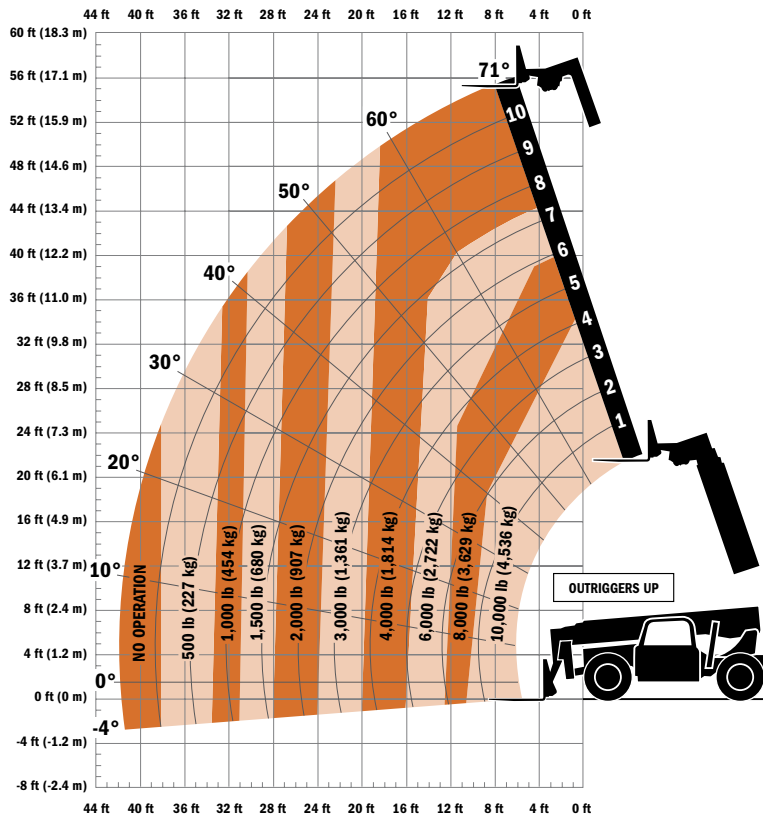 44 ft 40 ft 36 ft 32 ft 28 ft 24 ft 20 ft 16 ft 12 ft 8 ft 4 ft 0 ft
60 ft (18.3 m)
56 ft (17.1 m)
52 ft (15.9 m)
48 ft (14.6 m)
44 ft (13.4 m)
40 ft (12.2 m)
36 ft (11.0 m)
32 ft (9.8 m)
28 ft (8.5 m)
24 ft (7.3 m)
20 ft (6.1 m)
16 ft (4.9 m)
12 ft (3.7 m)
8 ft (2.4 m)
4 ft (1.2 m)
0 ft (0 m)
-4 ft (-1.2 m)
-8 ft (-2.4 m)
71°
60°
50°
40°
30°
20°
10°
0°
-4°
10
9
8
7
6
5
4
3
2
1
NO OPERATION
500 lb (227 kg)
1,000 lb (454 kg)
1,500 lb (680 kg)
2,000 lb (907 kg)
3,000 lb (1,361 kg)
4,000 lb (1,814 kg)
6,000 lb (2,722 kg)
8,000 lb (3,629 kg)
10,000 lb (4,536 kg)
OUTRIGGERS UP
44 ft 40 ft 36 ft 32 ft 28 ft 24 ft 20 ft 16 ft 12 ft 8 ft 4 ft 0 ft